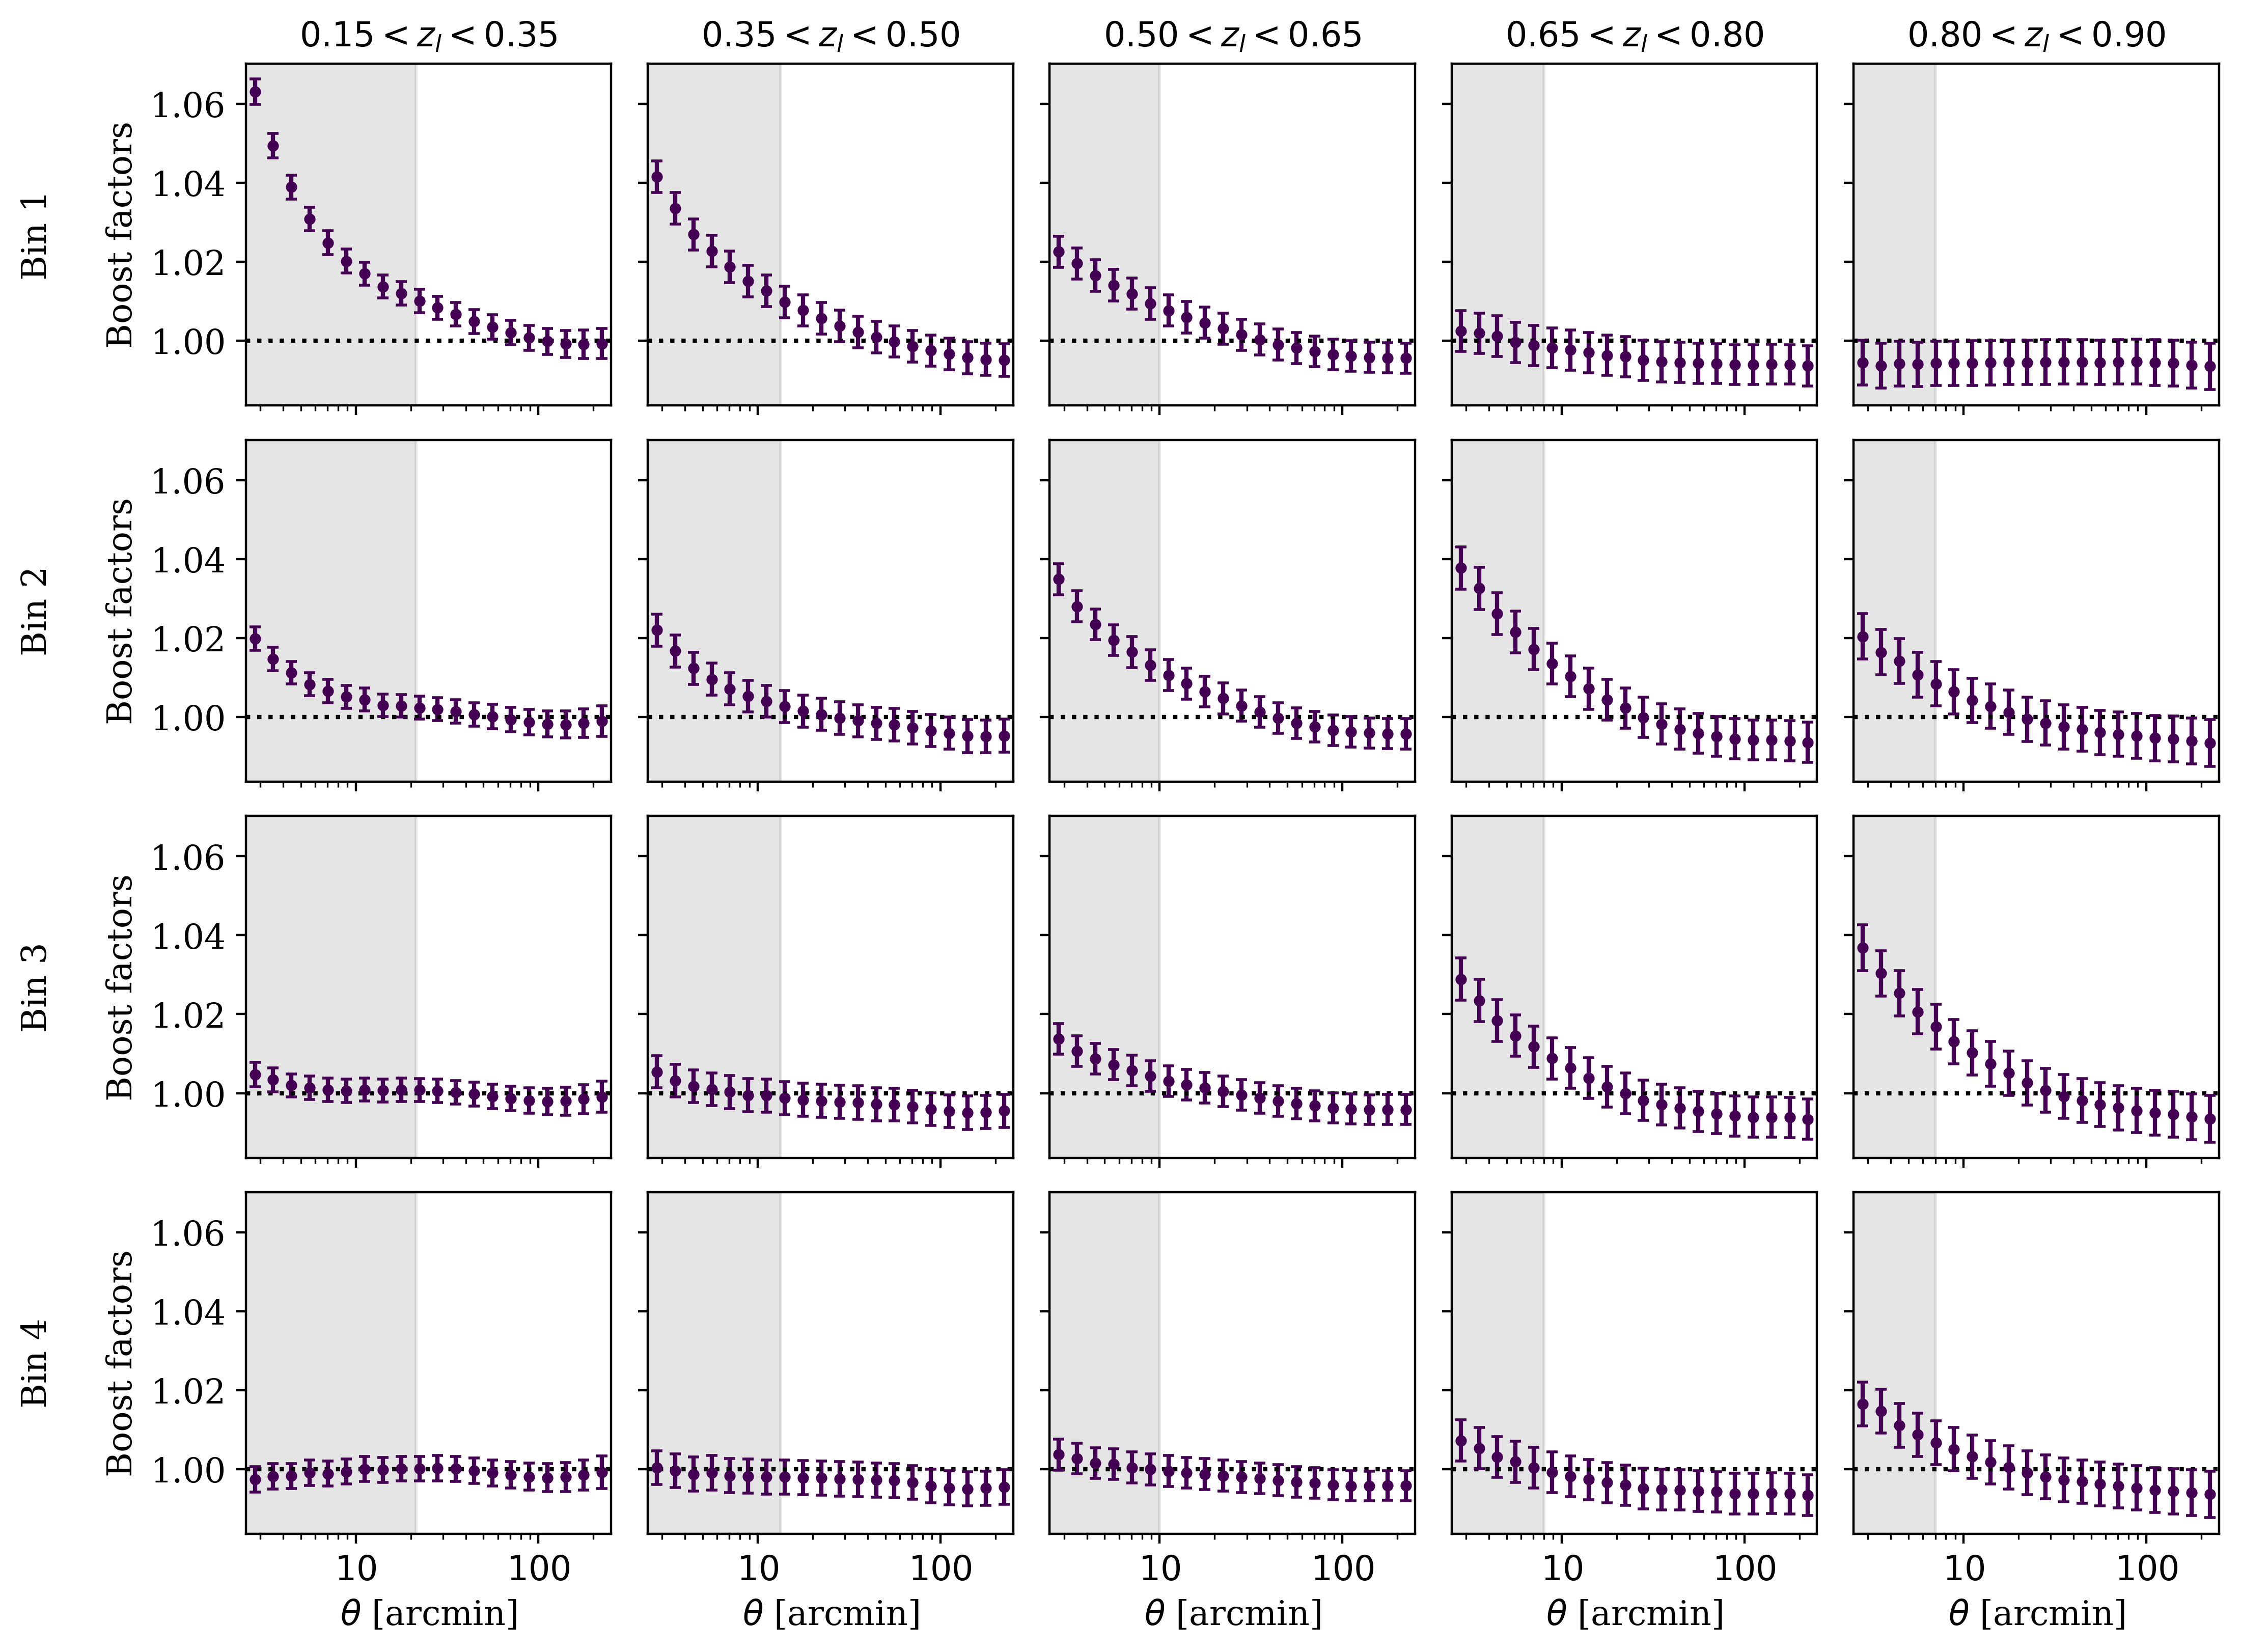 0.15 < z_l < 0.35 0.35 < z_l < 0.50 0.50 < z_l < 0.65 0.65 < z_l < 0.80 0.80 < z_l < 0.90
Bin 1
Boost factors
1.06
1.04
1.02
1.00
Bin 2
Boost factors
1.06
1.04
1.02
1.00
Bin 3
Boost factors
1.06
1.04
1.02
1.00
Bin 4
Boost factors
1.06
1.04
1.02
1.00
10 100 10 100 10 100 10 100 10 100
θ [arcmin] θ [arcmin] θ [arcmin] θ [arcmin] θ [arcmin]